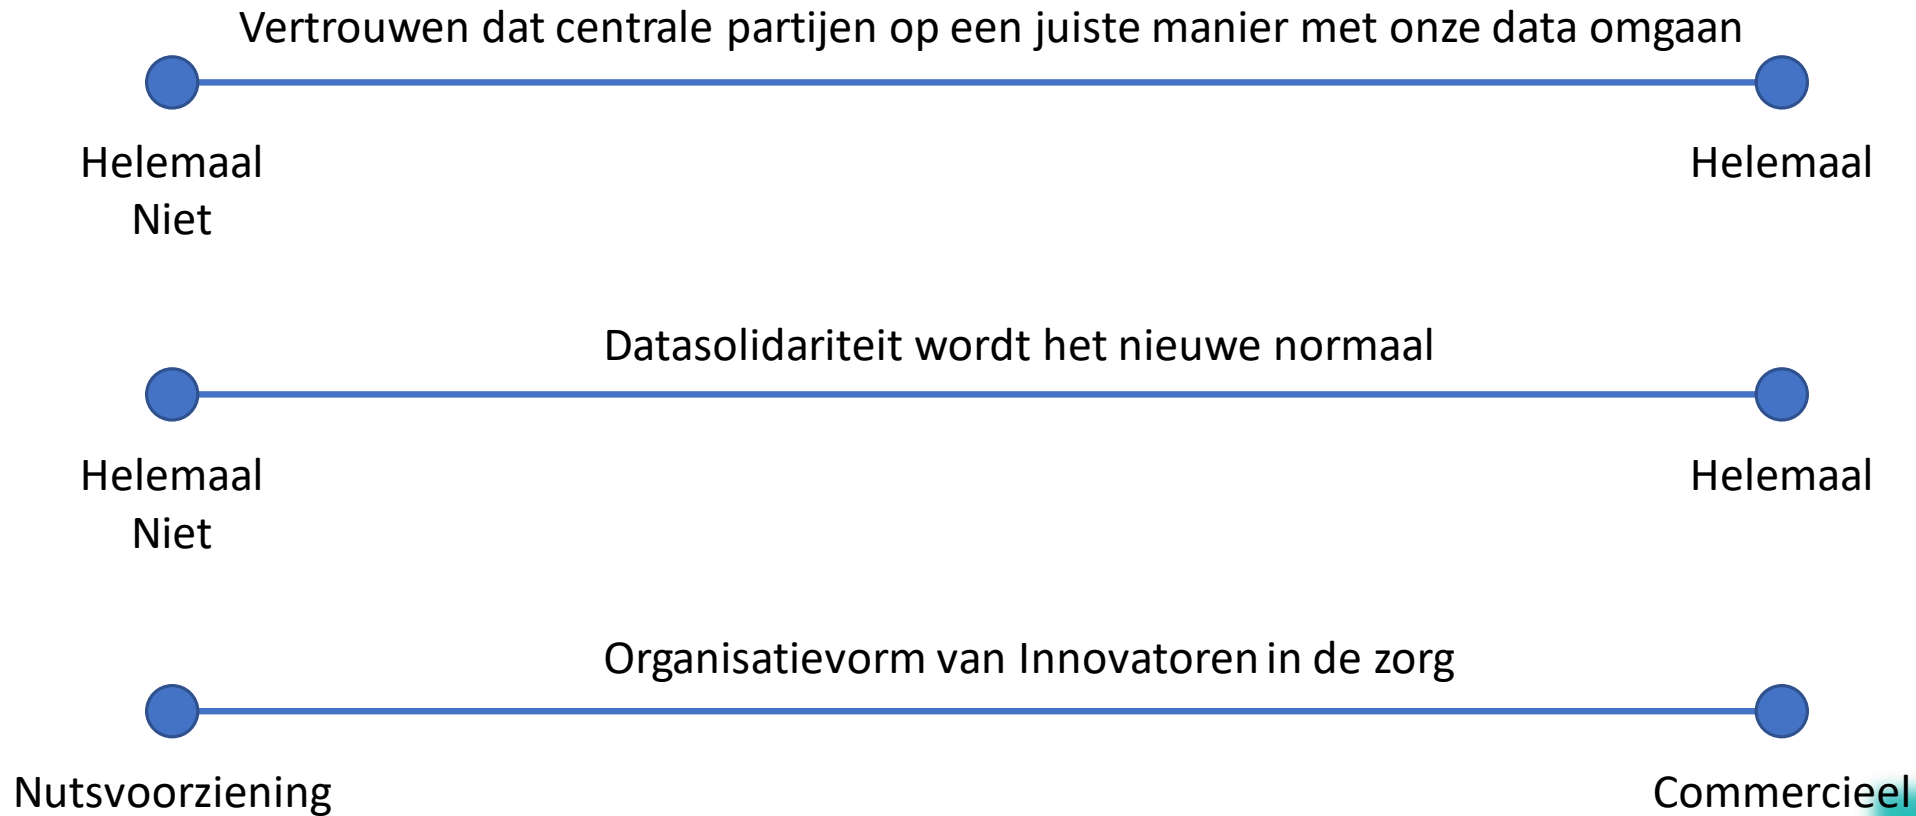 Vertrouwen dat centrale partijen op een juiste manier met onze data omgaan
Helemaal
Niet
Helemaal
Datasolidariteit wordt het nieuwe normaal
Helemaal
Niet
Helemaal
Organisatievorm van Innovatoren in de zorg
Nutsvoorziening
Commercieel